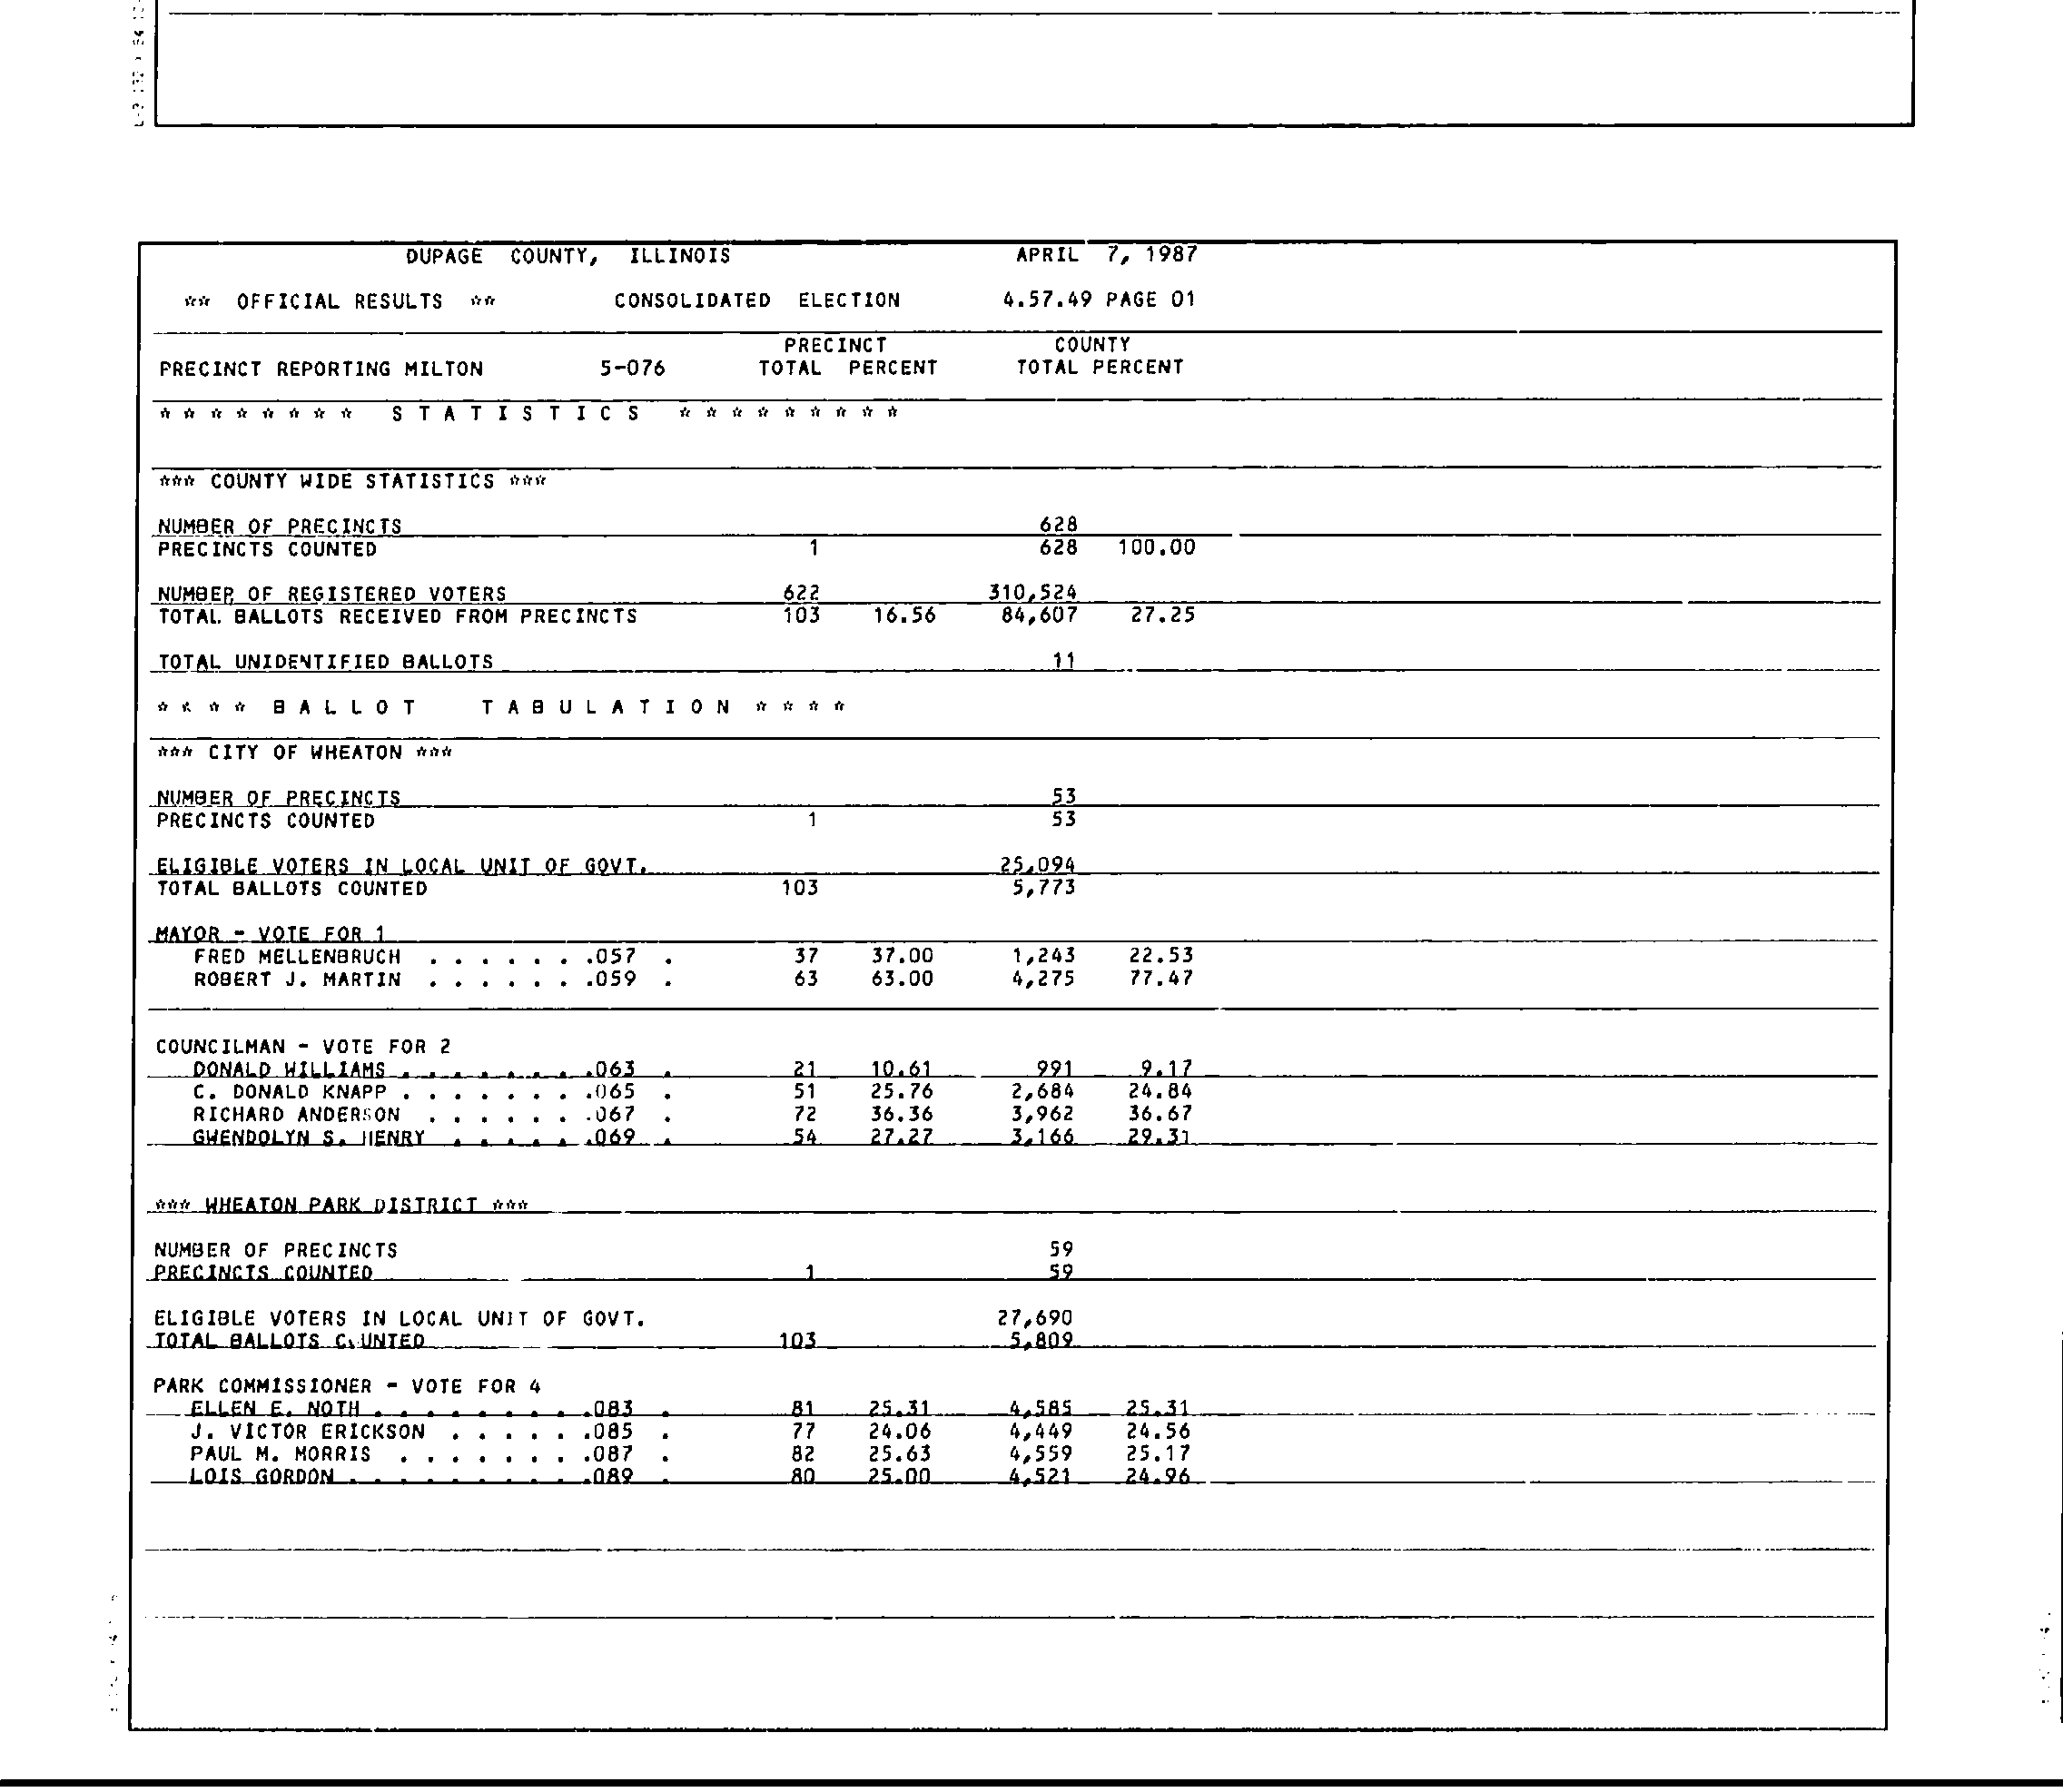 DUPAGE COUNTY, ILLINOIS APRIL 7, 1987
** OFFICIAL RESULTS ** CONSOLIDATED ELECTION 4.57.49 PAGE 01
PRECINCT COUNTY
PRECINCT REPORTING MILTON 5-076 TOTAL PERCENT TOTAL PERCENT
* * * * * * * * S T A T I S T I C S * * * * * * * * *
*** COUNTY WIDE STATISTICS ***
NUMBER OF PRECINCTS 628
PRECINCTS COUNTED 1 628 100.00
NUMBER OF REGISTERED VOTERS 622 310,524
TOTAL BALLOTS RECEIVED FROM PRECINCTS 103 16.56 84,607 27.25
TOTAL UNIDENTIFIED BALLOTS 11
* * * * B A L L O T T A B U L A T I O N * * * *
*** CITY OF WHEATON ***
NUMBER OF PRECINCTS 53
PRECINCTS COUNTED 1 53
ELIGIBLE VOTERS IN LOCAL UNIT OF GOVT. 25,094
TOTAL BALLOTS COUNTED 103 5,773
MAYOR - VOTE FOR 1
FRED MELLENBRUCH . . . . . . .057 . 37 37.00 1,243 22.53
ROBERT J. MARTIN . . . . . . .059 . 63 63.00 4,275 77.47
COUNCILMAN - VOTE FOR 2
DONALD WILLIAMS . . . . . . . .063 . 21 10.61 991 9.17
C. DONALD KNAPP . . . . . . . .065 . 51 25.76 2,684 24.84
RICHARD ANDERSON . . . . . . .067 . 72 36.36 3,962 36.67
GWENDOLYN S. HENRY . . . . . .069 . 54 27.27 3,166 29.31
*** WHEATON PARK DISTRICT ***
NUMBER OF PRECINCTS 59
PRECINCTS COUNTED 1 59
ELIGIBLE VOTERS IN LOCAL UNIT OF GOVT. 27,690
TOTAL BALLOTS COUNTED 103 5,809
PARK COMMISSIONER - VOTE FOR 4
ELLEN E. NOTH . . . . . . . . .083 . 81 25.31 4,585 25.31
J. VICTOR ERICKSON . . . . . .085 . 77 24.06 4,449 24.56
PAUL M. MORRIS . . . . . . . .087 . 82 25.63 4,559 25.17
LOIS GORDON . . . . . . . . . .089 . 80 25.00 4,521 24.96